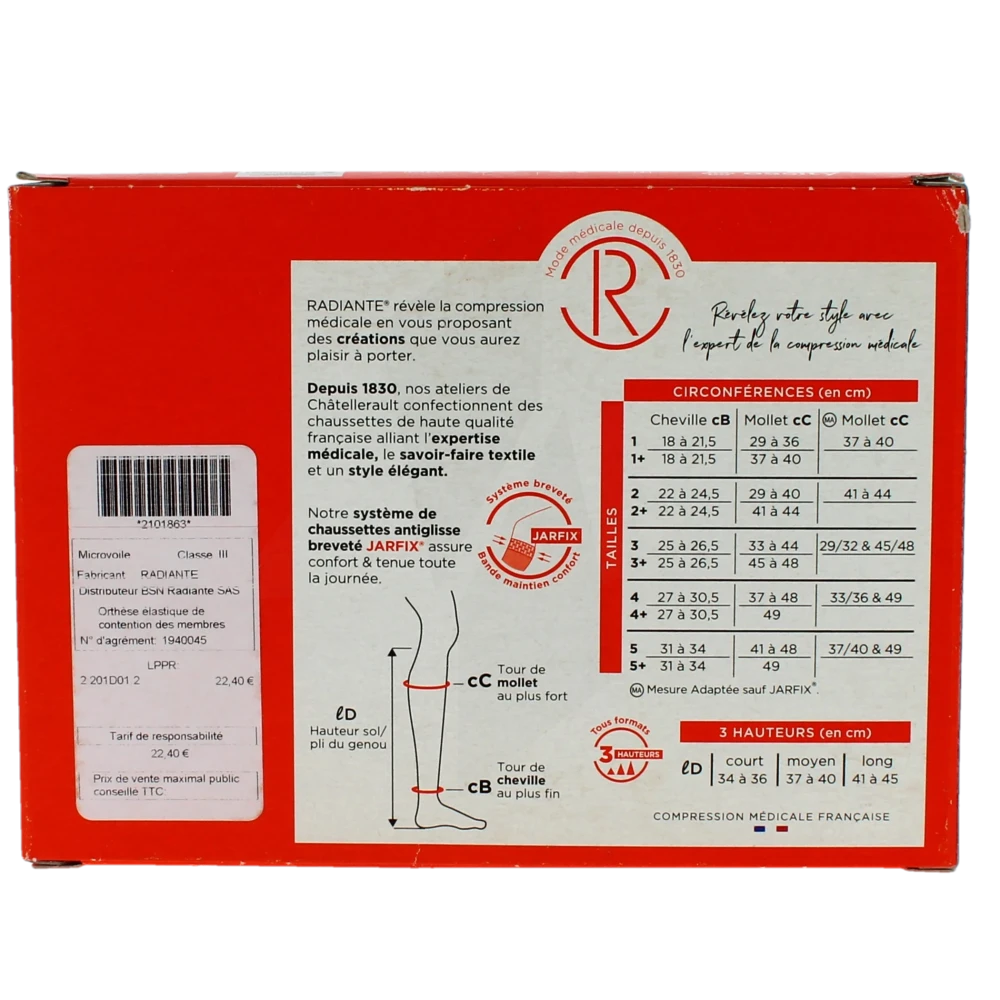 Mode médicale depuis 1830
R
RADIANTE® révèle la compression
médicale en vous proposant
des créations que vous aurez
plaisir à porter.
Depuis 1830, nos ateliers de
Châtellerault confectionnent des
chaussettes de haute qualité
française alliant l'expertise
médicale, le savoir-faire textile
et un style élégant.
Notre système de
chaussettes antiglisse
breveté JARFIX® assure
confort & tenue toute
la journée.
Système breveté
JARFIX
Bande maintien confort
Révélez votre style avec
l'expert de la compression médicale
CIRCONFÉRENCES (en cm)
TAILLES
Cheville cB Mollet cC MA Mollet cC
1 18 à 21,5 29 à 36 37 à 40
1+ 18 à 21,5 37 à 40
2 22 à 24,5 29 à 40 41 à 44
2+ 22 à 24,5 41 à 44
3 25 à 26,5 33 à 44 29/32 & 45/48
3+ 25 à 26,5 45 à 48
4 27 à 30,5 37 à 48 33/36 & 49
4+ 27 à 30,5 49
5 31 à 34 41 à 48 37/40 & 49
5+ 31 à 34 49
MA Mesure Adaptée sauf JARFIX®.
Tous formats
3 HAUTEURS
3 HAUTEURS (en cm)
ℓD court moyen long
34 à 36 37 à 40 41 à 45
COMPRESSION MÉDICALE FRANÇAISE
ℓD
Hauteur sol/
pli du genou
cC Tour de
mollet
au plus fort
cB Tour de
cheville
au plus fin
*2101863*
Microvoile Classe III
Fabricant RADIANTE
Distributeur BSN Radiante SAS
Orthèse élastique de
contention des membres
N° d'agrément: 1940045
LPPR:
2 201D01 2 22,40 €
Tarif de responsabilité
22,40 €
Prix de vente maximal public
conseillé TTC